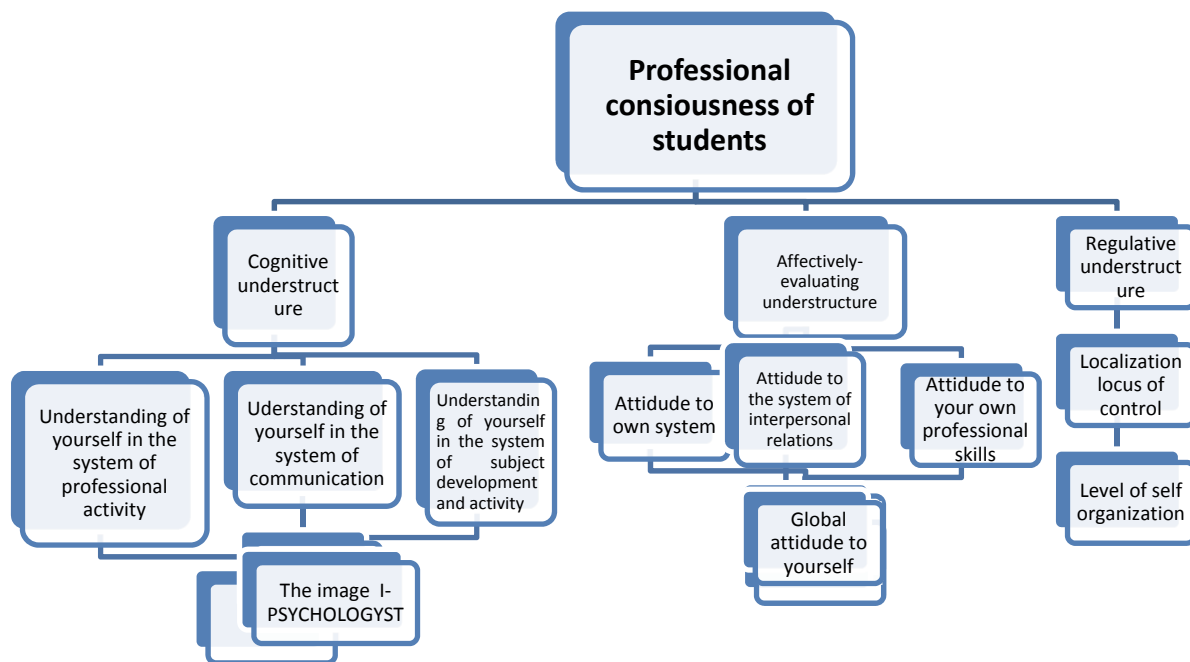 Professional
consiousness of
students
Cognitive
understruct
ure
Affectively-
evaluating
understructure
Regulative
understruct
ure
Understanding of
yourself in the
system of
professional
activity
Uderstanding of
yourself in the
system of
communication
Understandin
g of yourself
in the system
of subject
development
and activity
Attidude to
own system
Attidude to
the system of
interpersonal
relations
Attidude to
your own
professional
skills
Localization
locus of
control
The image I-
PSYCHOLOGYST
Global
attidude to
yourself
Level of self
organization